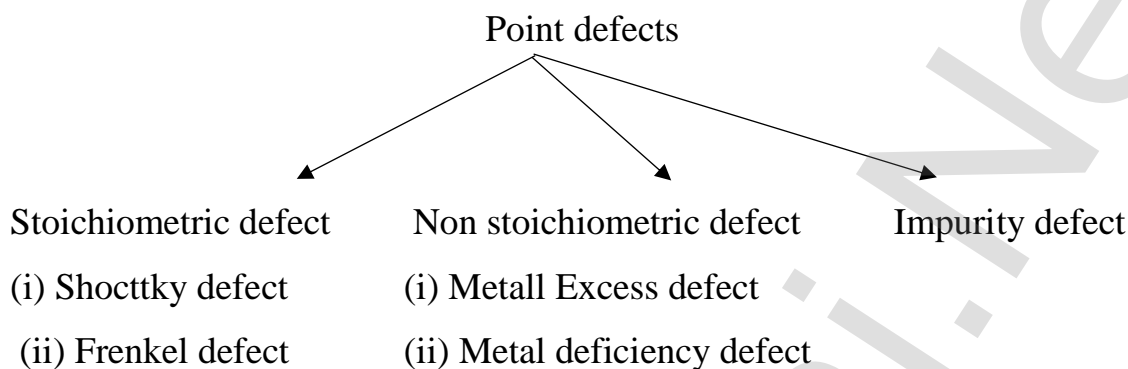 Point defects
Stoichiometric defect Non stoichiometric defect Impurity defect
(i) Shocttky defect (i) Metall Excess defect
(ii) Frenkel defect (ii) Metal deficiency defect